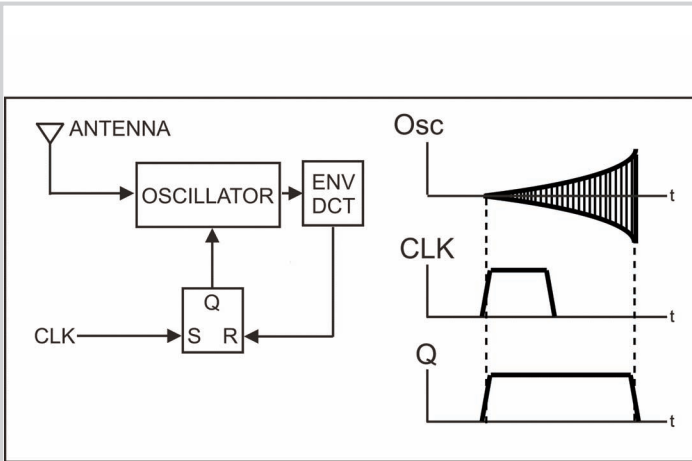 ANTENNA
OSCILLATOR
ENV
DCT
Q
S R
CLK
Osc
t
CLK
t
Q
t